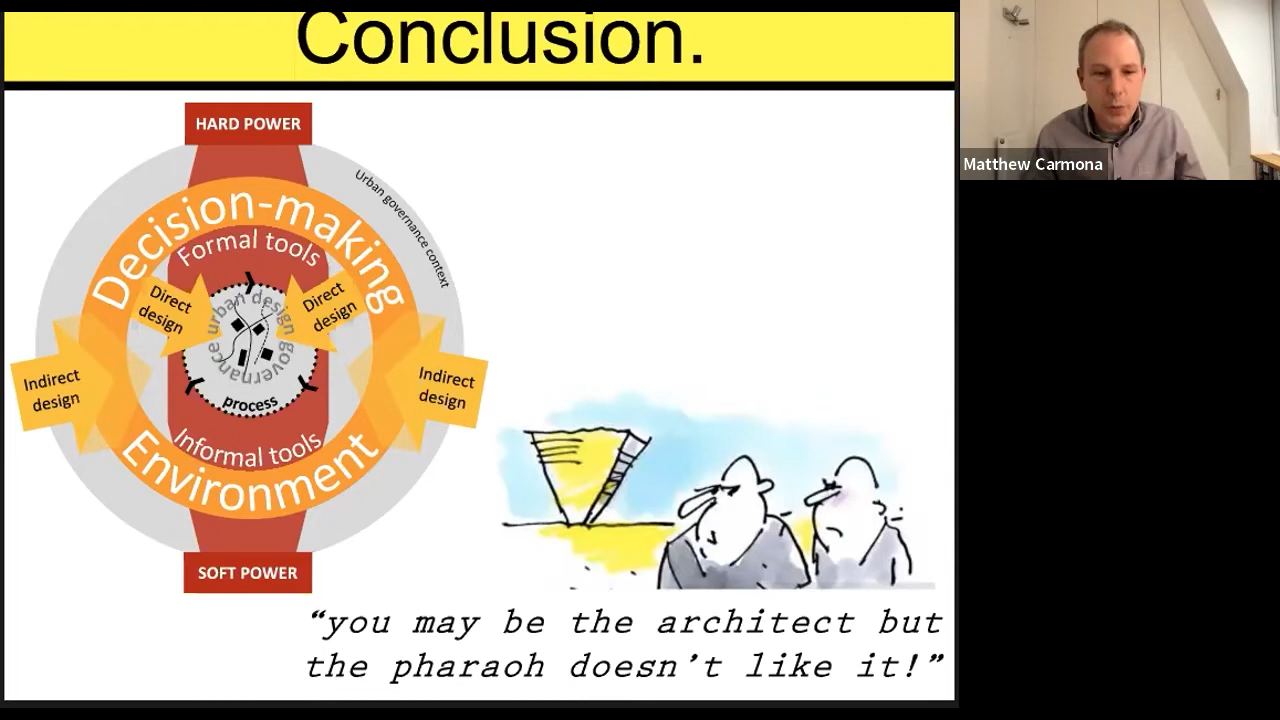 Conclusion.
HARD POWER
Urban governance context
Decision-making
Formal tools
Direct
design
Direct
design
urban design governance
process
Indirect
design
Indirect
design
Informal tools
Environment
SOFT POWER
“you may be the architect but
the pharaoh doesn’t like it!”
Matthew Carmona